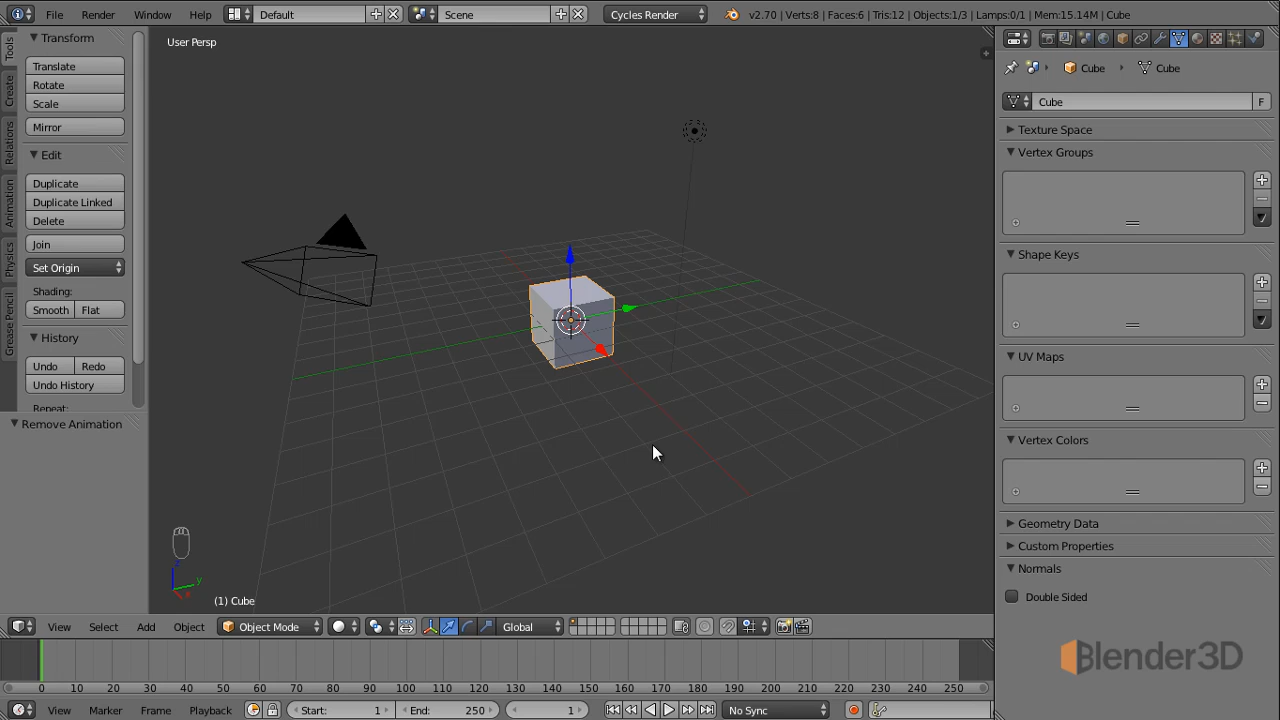 File Render Window Help Default Scene Cycles Render v2.70 | Verts:8 | Faces:6 | Tris:12 | Objects:1/3 | Lamps:0/1 | Mem:15.14M | Cube
Tools
Create
Relations
Animation
Physics
Grease Pencil
Transform
Translate
Rotate
Scale
Mirror
Edit
Duplicate
Duplicate Linked
Delete
Join
Set Origin
Shading:
Smooth Flat
History
Undo Redo
Undo History
Repeat:
Remove Animation
User Persp
z
y
x
(1) Cube
Cube Cube
Cube F
Texture Space
Vertex Groups
Shape Keys
UV Maps
Vertex Colors
Geometry Data
Custom Properties
Normals
Double Sided
Blender3D
View Select Add Object Object Mode Global
0 10 20 30 40 50 60 70 80 90 100 110 120 130 140 150 160 170 180 190 200 210 220 230 240 250
View Marker Frame Playback Start: 1 End: 250 1 No Sync